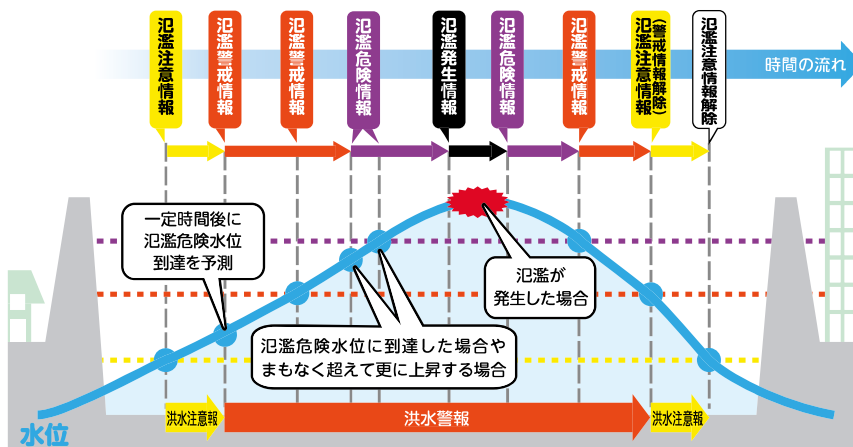 氾濫注意情報
氾濫警戒情報
氾濫警戒情報
氾濫危険情報
氾濫発生情報
氾濫危険情報
氾濫警戒情報
氾濫注意情報
(警戒情報解除)
氾濫注意情報解除
時間の流れ
一定時間後に
氾濫危険水位
到達を予測
氾濫が
発生した場合
氾濫危険水位に到達した場合や
まもなく超えて更に上昇する場合
洪水注意報
洪水警報
洪水注意報
水位